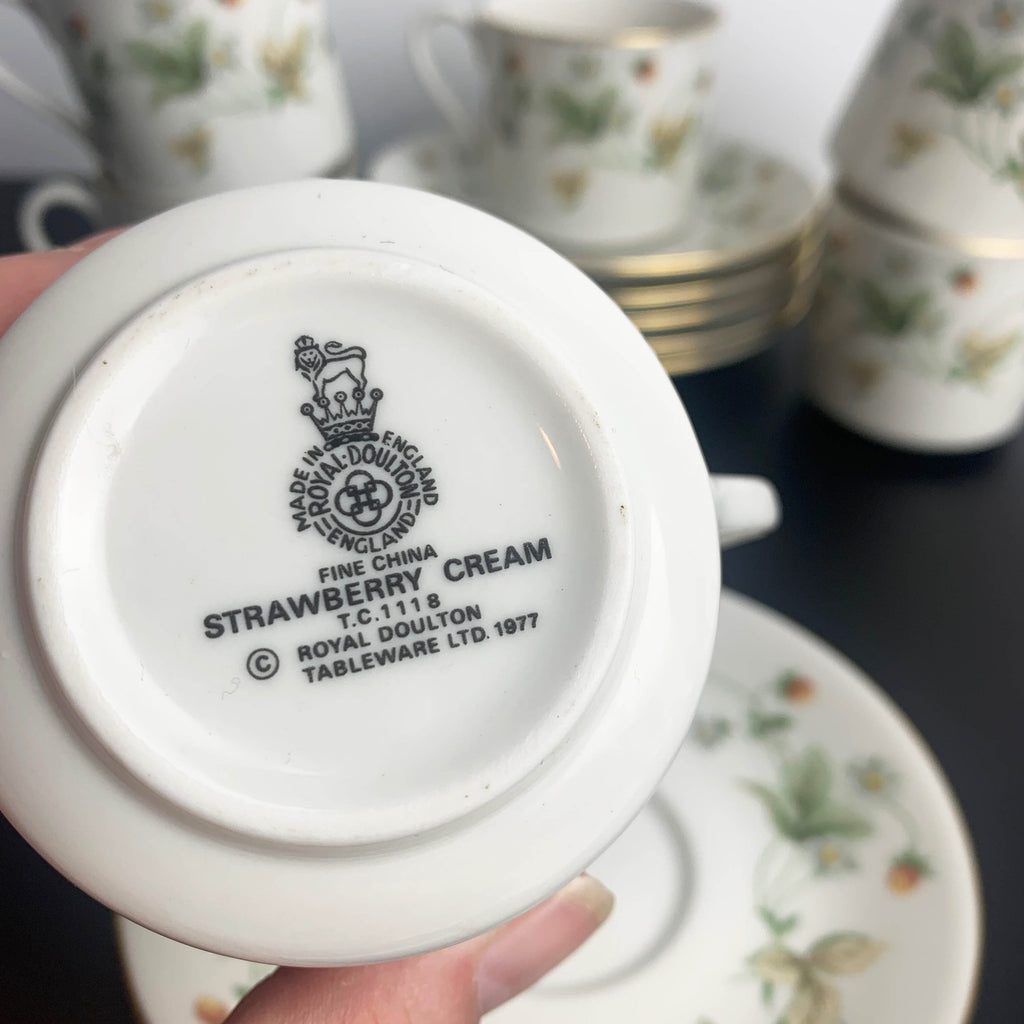 MADE IN ENGLAND
ROYAL·DOULTON
ENGLAND
FINE CHINA
STRAWBERRY CREAM
T.C.1118
© ROYAL DOULTON
TABLEWARE LTD. 1977